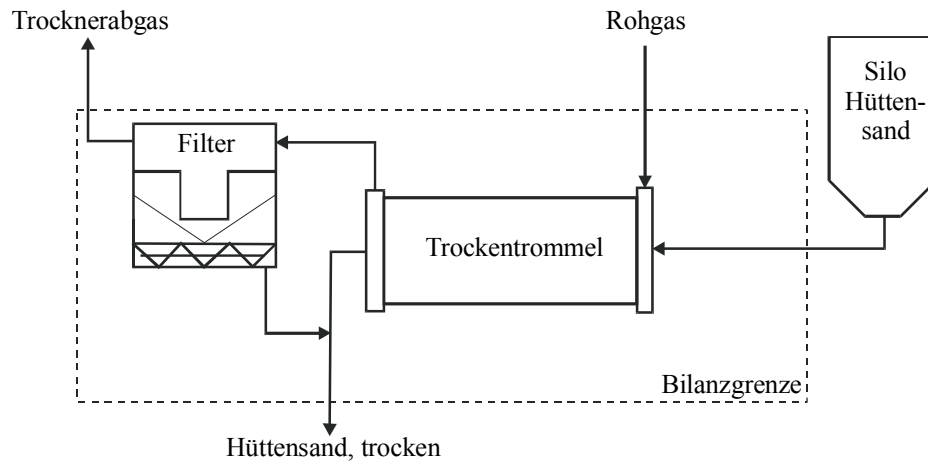 Trocknerabgas
Rohgas
Silo
Hütten-
sand
Filter
Trockentrommel
Bilanzgrenze
Hüttensand, trocken